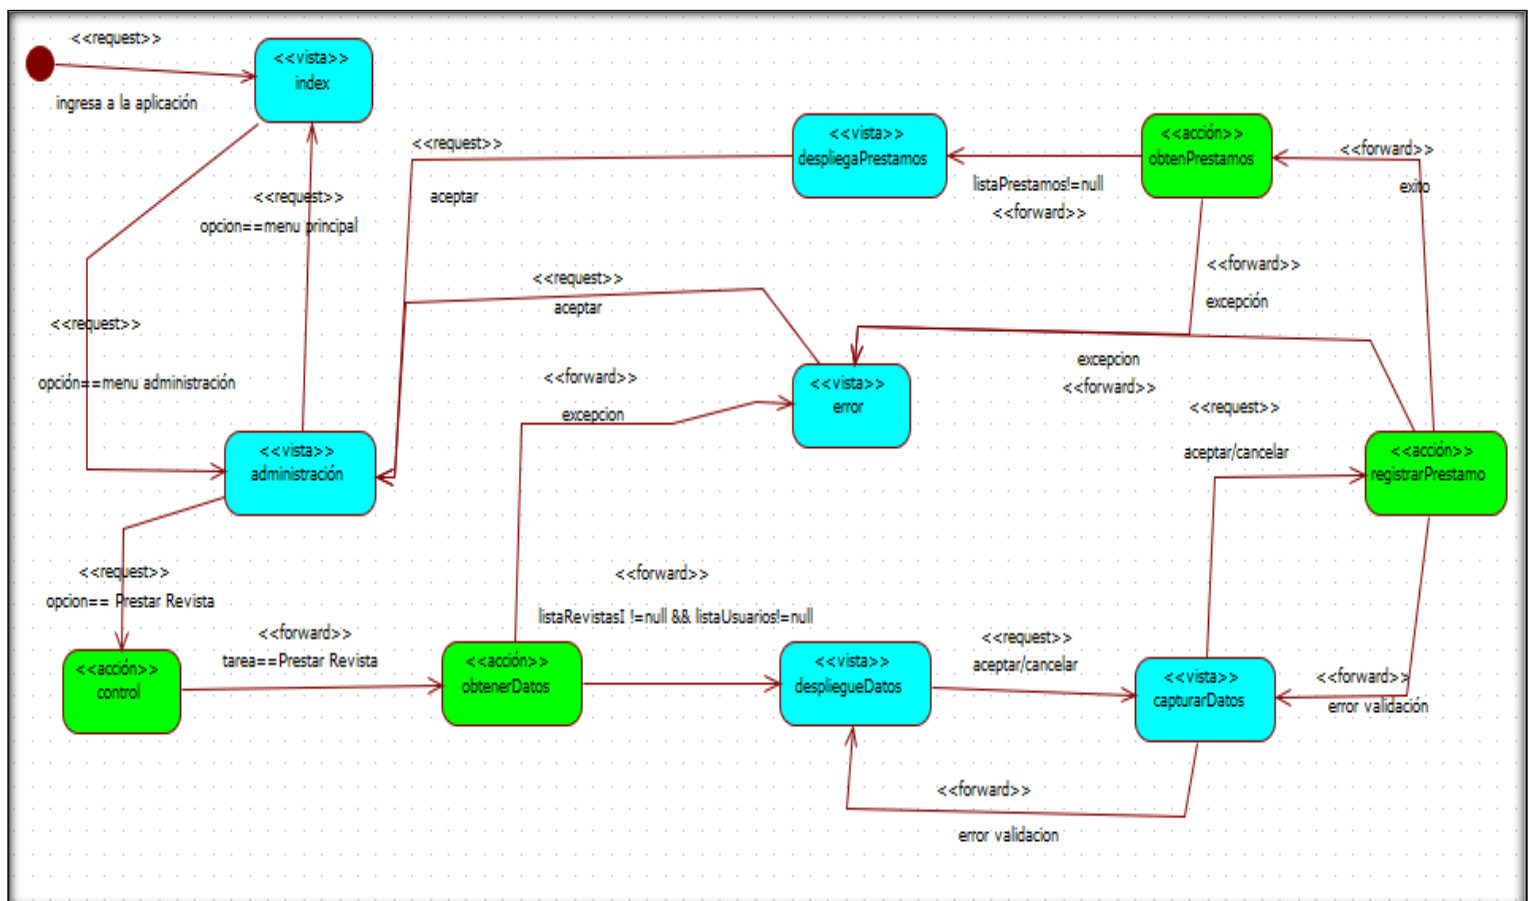 <<request>>
ingresa a la aplicación
<<vista>>
index
<<request>>
opcion==menu principal
<<request>>
opción==menu administración
<<request>>
aceptar
<<vista>>
despliegaPrestamos
listaPrestamos!=null
<<forward>>
<<acción>>
obtenPrestamos
<<forward>>
exito
<<forward>>
excepción
<<request>>
aceptar
<<forward>>
excepcion
<<vista>>
error
excepcion
<<forward>>
<<request>>
aceptar/cancelar
<<acción>>
registrarPrestamo
<<vista>>
administración
<<request>>
opcion== Prestar Revista
<<acción>>
control
<<forward>>
tarea==Prestar Revista
<<acción>>
obtenerDatos
<<forward>>
listaRevistasI !=null && listaUsuarios!=null
<<vista>>
despliegueDatos
<<request>>
aceptar/cancelar
<<vista>>
capturarDatos
<<forward>>
error validación
<<forward>>
error validacion